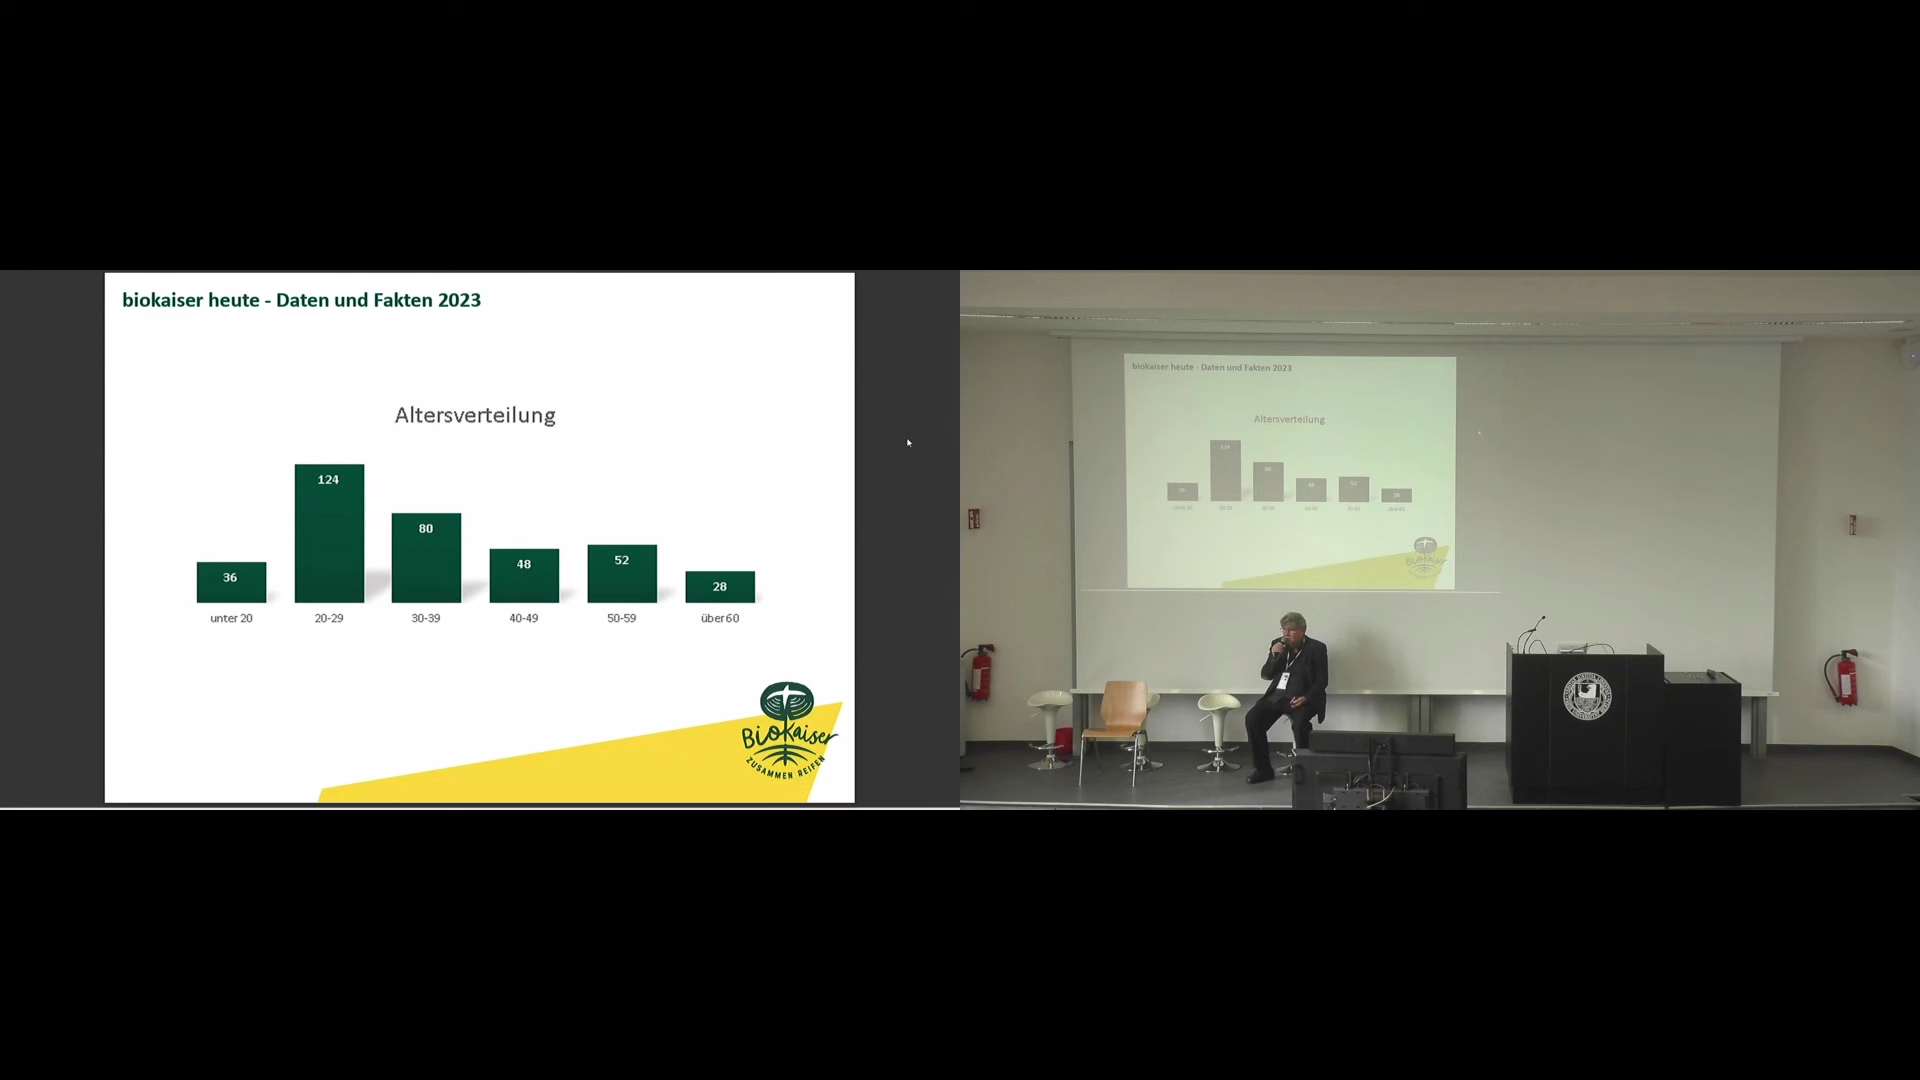 biokaiser heute - Daten und Fakten 2023
Altersverteilung
36
124
80
48
52
28
unter 20
20-29
30-39
40-49
50-59
über 60
Biokaiser
ZUSAMMEN REIFEN
biokaiser heute - Daten und Fakten 2023
Altersverteilung